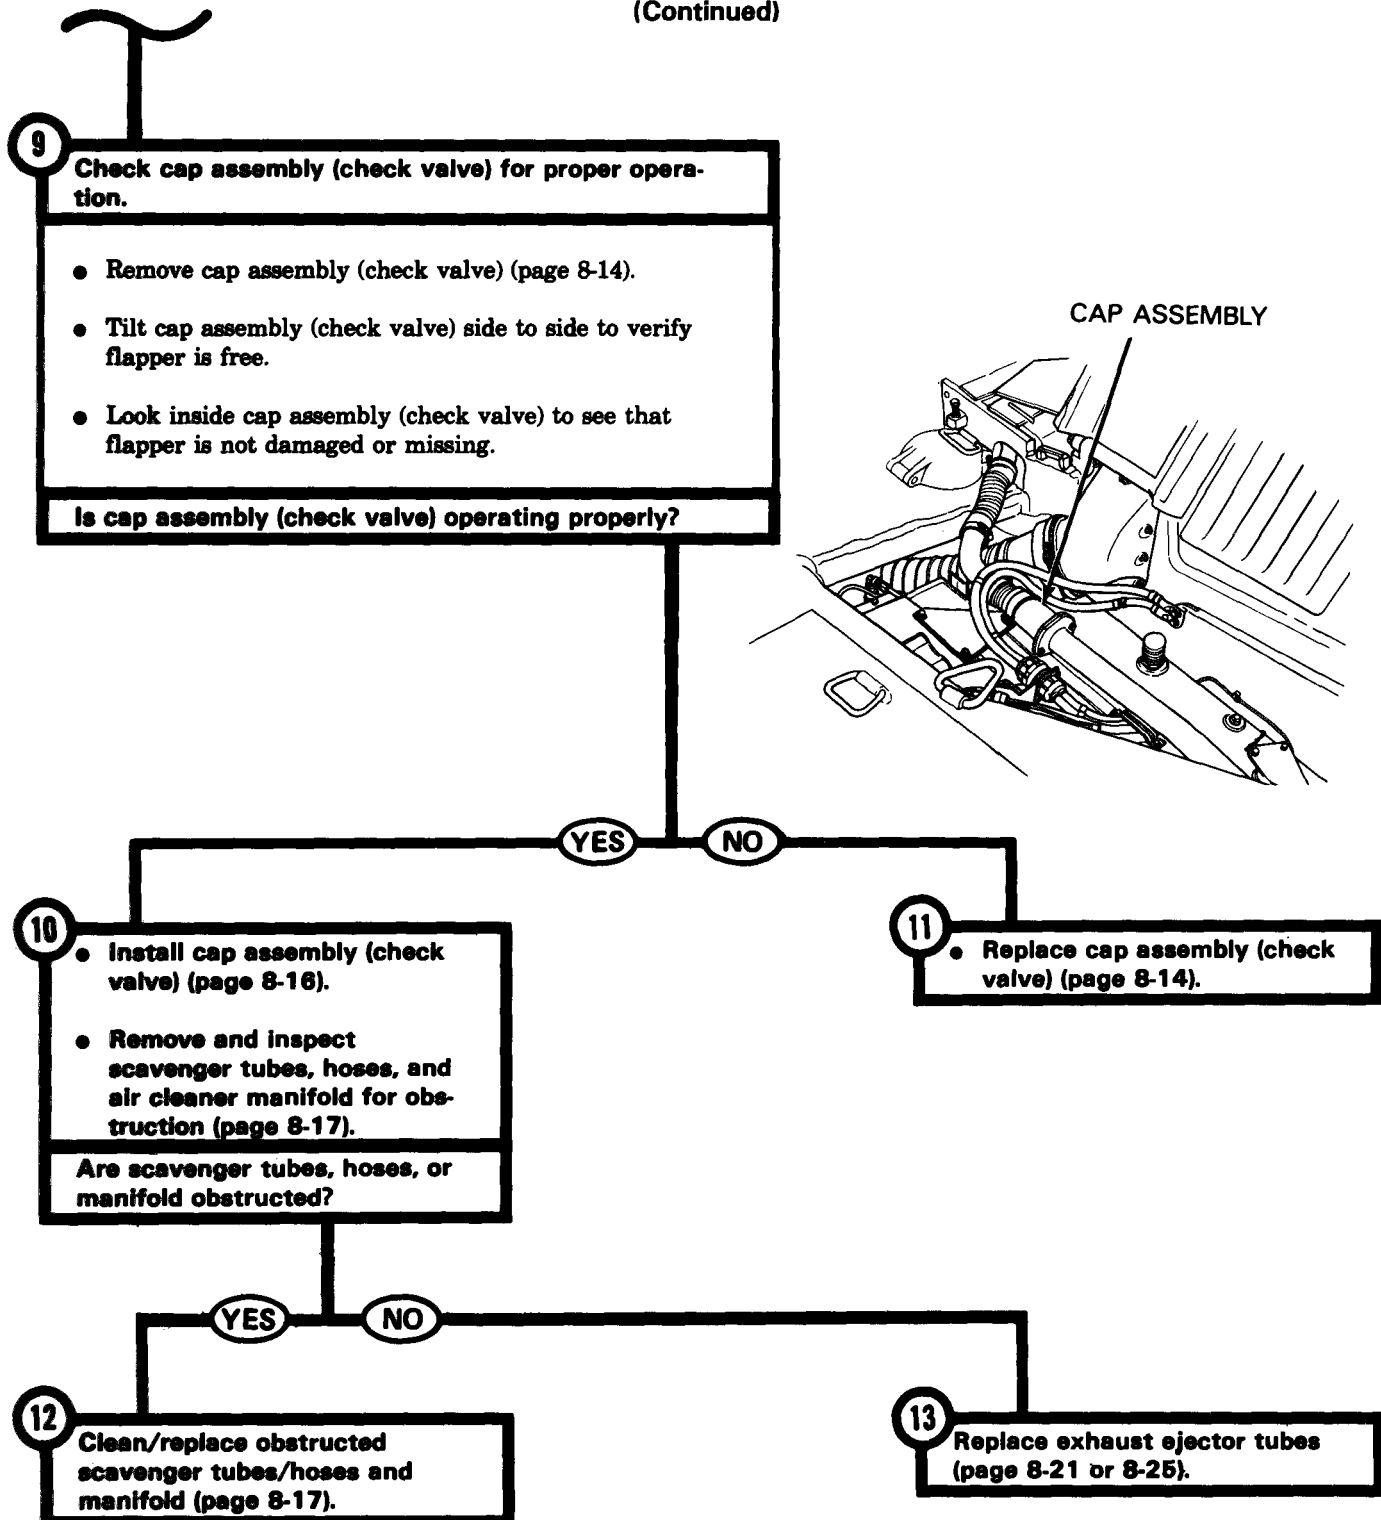 (Continued)
9
Check cap assembly (check valve) for proper opera-
tion.
● Remove cap assembly (check valve) (page 8-14).
● Tilt cap assembly (check valve) side to side to verify
flapper is free.
● Look inside cap assembly (check valve) to see that
flapper is not damaged or missing.
Is cap assembly (check valve) operating properly?
CAP ASSEMBLY
YES
NO
10
● Install cap assembly (check
valve) (page 8-16).
● Remove and inspect
scavenger tubes, hoses, and
air cleaner manifold for obs-
truction (page 8-17).
Are scavenger tubes, hoses, or
manifold obstructed?
11
● Replace cap assembly (check
valve) (page 8-14).
YES
NO
12
Clean/replace obstructed
scavenger tubes/hoses and
manifold (page 8-17).
13
Replace exhaust ejector tubes
(page 8-21 or 8-25).